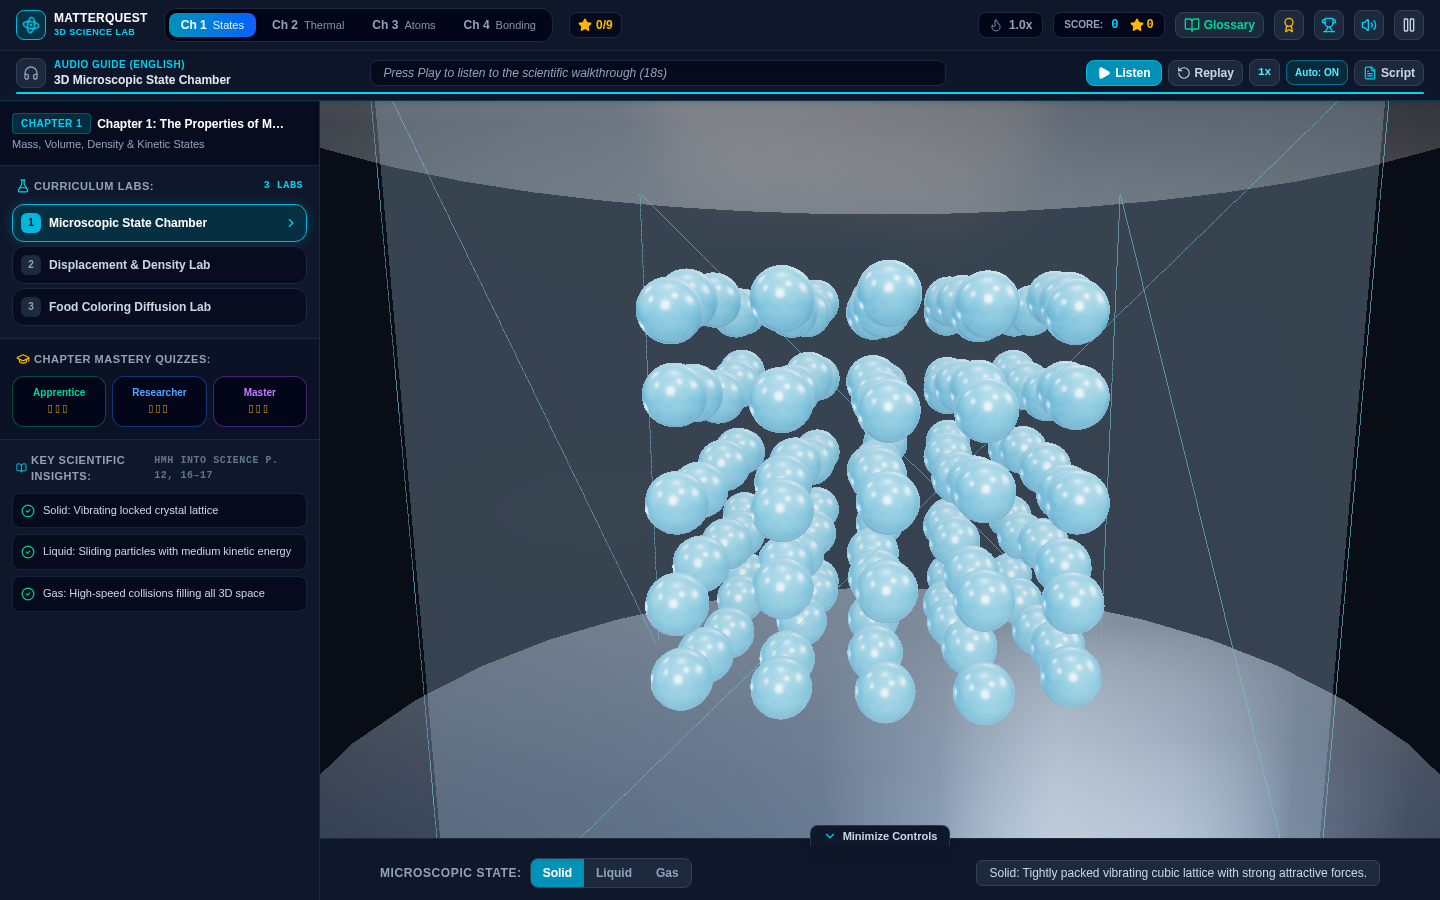 MATTERQUEST
3D SCIENCE LAB
Ch 1 States
Ch 2 Thermal
Ch 3 Atoms
Ch 4 Bonding
0/9
1.0x
SCORE: 0 0
Glossary
AUDIO GUIDE (ENGLISH)
3D Microscopic State Chamber
Press Play to listen to the scientific walkthrough (18s)
Listen
Replay
1x
Auto: ON
Script
CHAPTER 1 Chapter 1: The Properties of M…
Mass, Volume, Density & Kinetic States
CURRICULUM LABS: 3 LABS
1 Microscopic State Chamber
2 Displacement & Density Lab
3 Food Coloring Diffusion Lab
CHAPTER MASTERY QUIZZES:
Apprentice
Researcher
Master
KEY SCIENTIFIC
INSIGHTS:
HMH INTO SCIENCE P.
12, 16–17
Solid: Vibrating locked crystal lattice
Liquid: Sliding particles with medium kinetic energy
Gas: High-speed collisions filling all 3D space
Minimize Controls
MICROSCOPIC STATE: Solid Liquid Gas
Solid: Tightly packed vibrating cubic lattice with strong attractive forces.